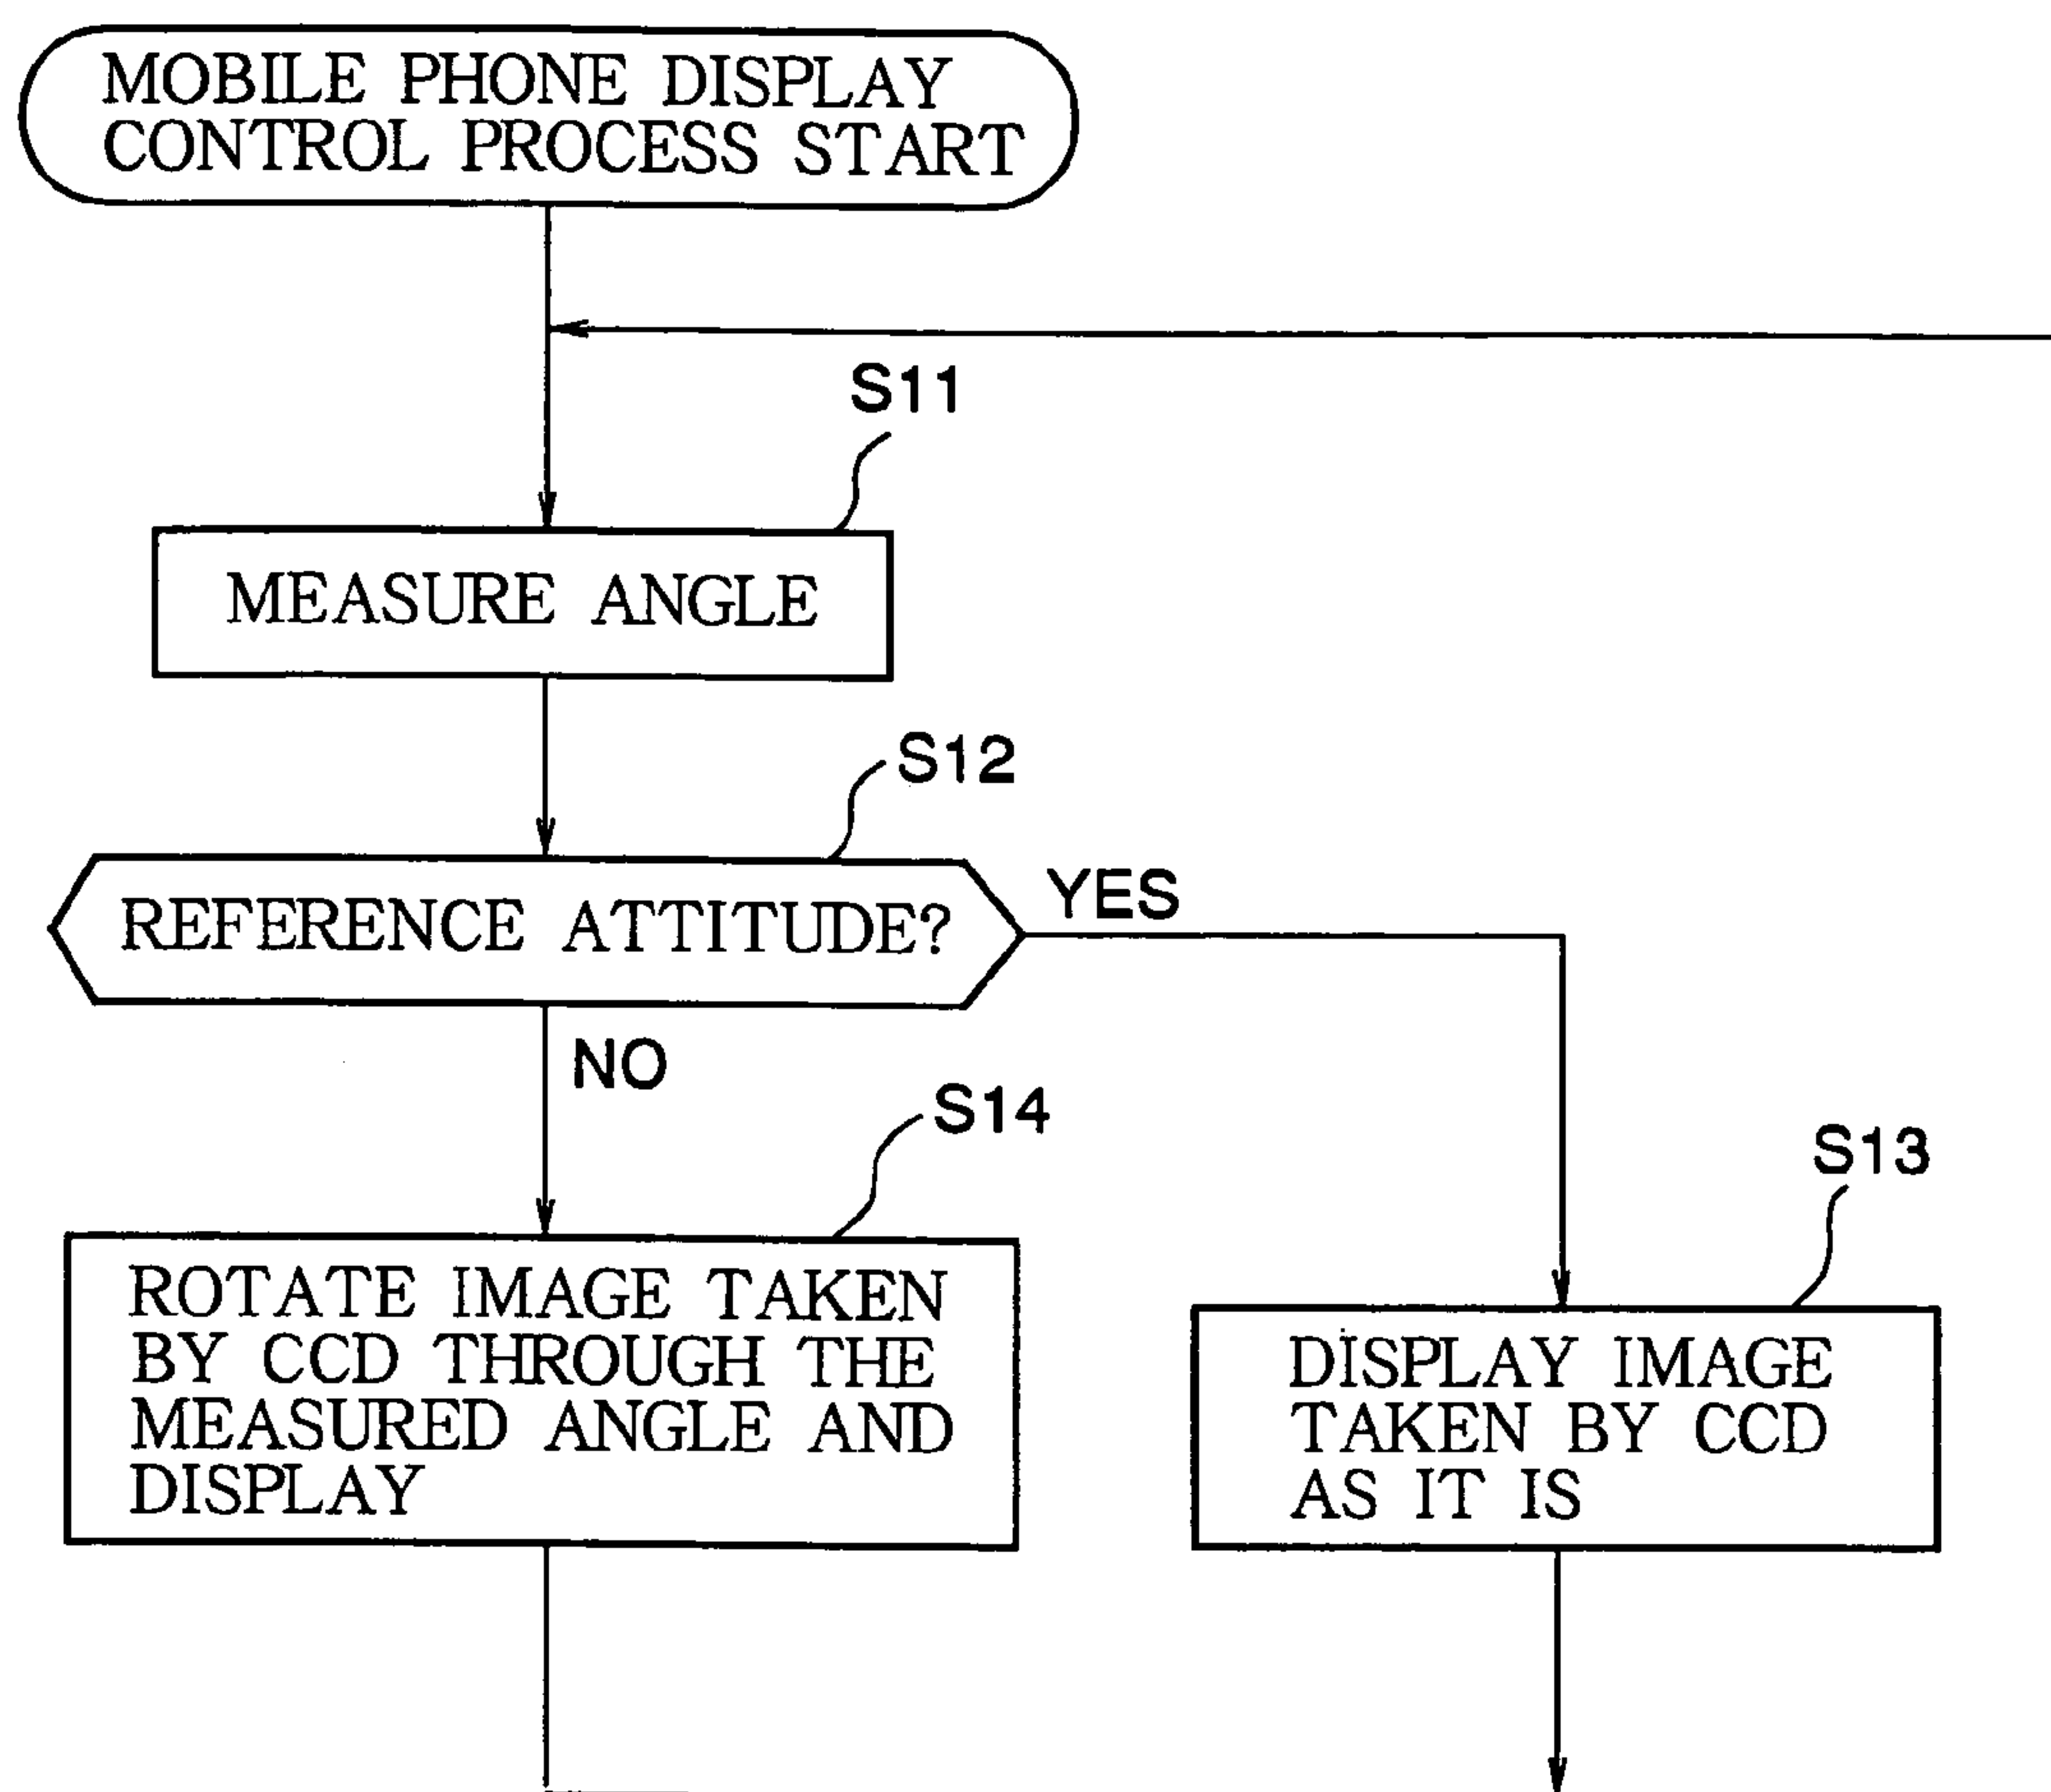 MOBILE PHONE DISPLAY
CONTROL PROCESS START
S11
MEASURE ANGLE
S12
REFERENCE ATTITUDE?
YES
NO
S14
S13
ROTATE IMAGE TAKEN
BY CCD THROUGH THE
MEASURED ANGLE AND
DISPLAY
DISPLAY IMAGE
TAKEN BY CCD
AS IT IS